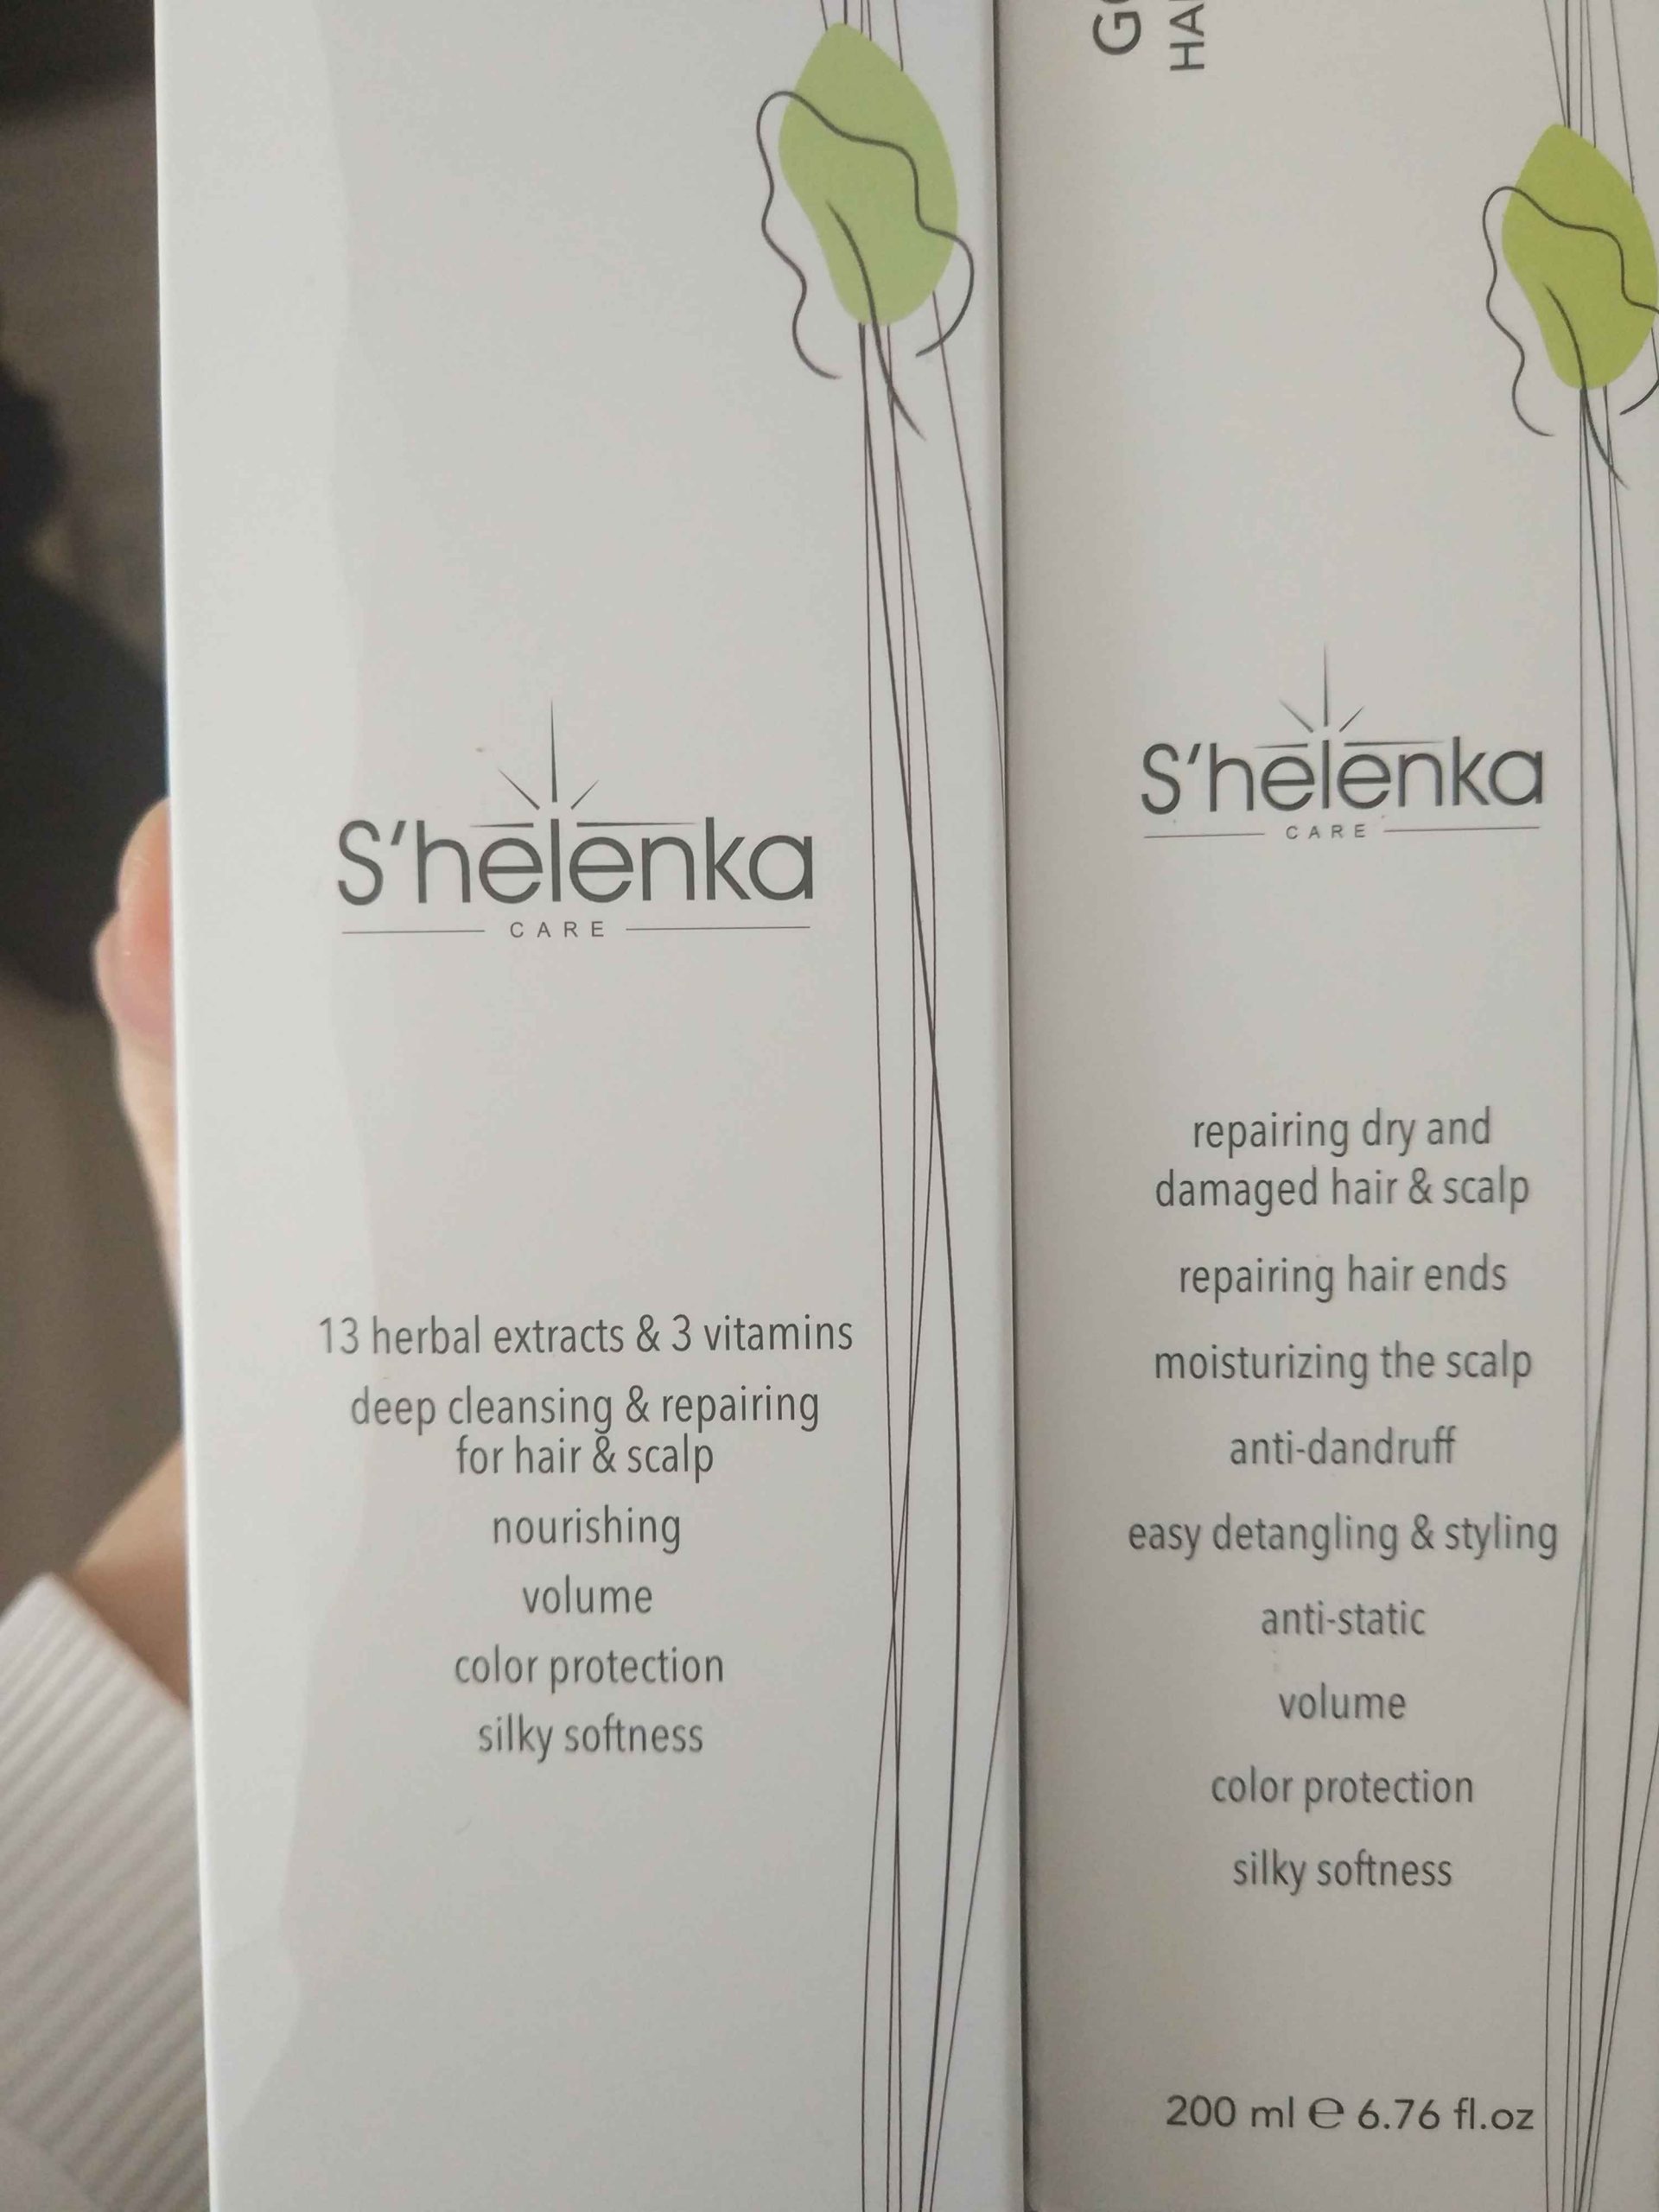 S'helenka
CARE
13 herbal extracts & 3 vitamins
deep cleansing & repairing
for hair & scalp
nourishing
volume
color protection
silky softness
S'helenka
CARE
repairing dry and
damaged hair & scalp
repairing hair ends
moisturizing the scalp
anti-dandruff
easy detangling & styling
anti-static
volume
color protection
silky softness
200 ml ℮ 6.76 fl.oz